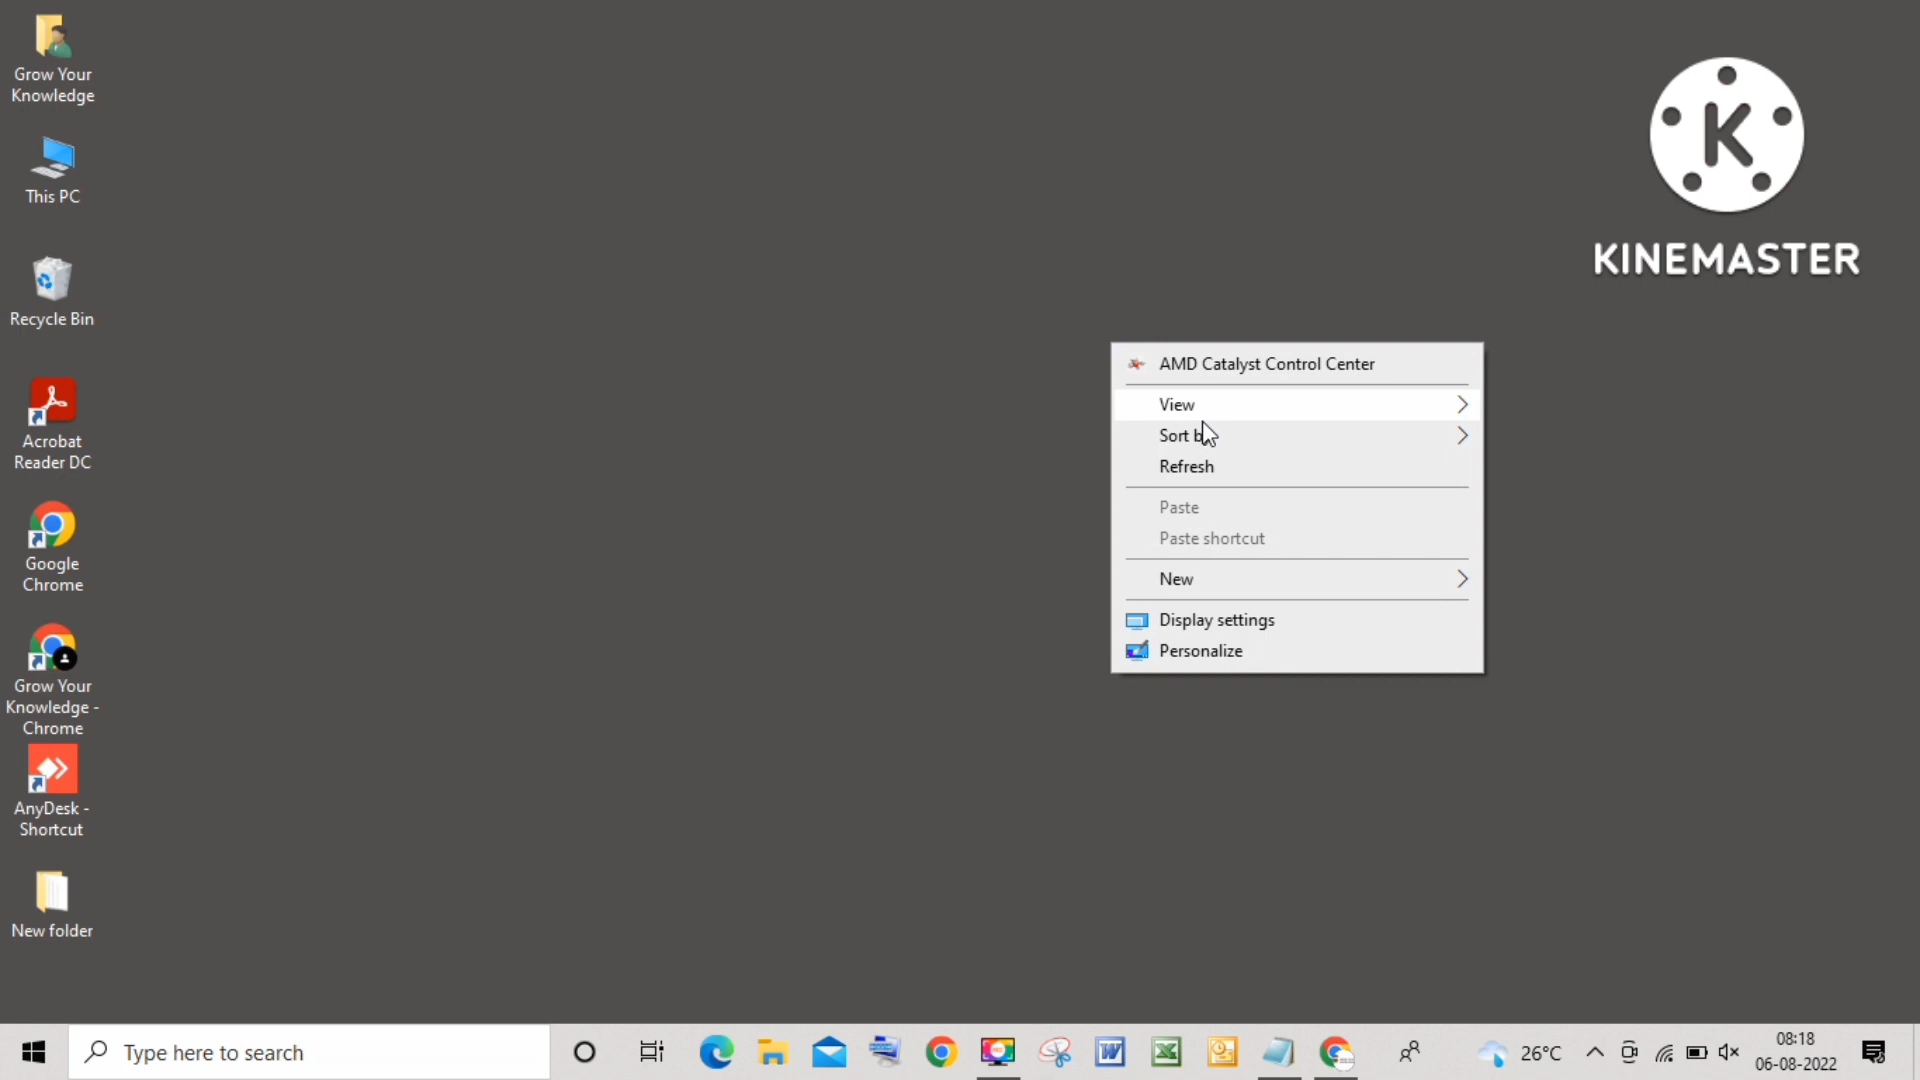 Grow Your
Knowledge
This PC
Recycle Bin
Acrobat
Reader DC
Google
Chrome
Grow Your
Knowledge -
Chrome
AnyDesk -
Shortcut
New folder
K
KINEMASTER
AMD Catalyst Control Center
View
Sort b
Refresh
Paste
Paste shortcut
New
Display settings
Personalize
Type here to search
26°C
08:18
06-08-2022